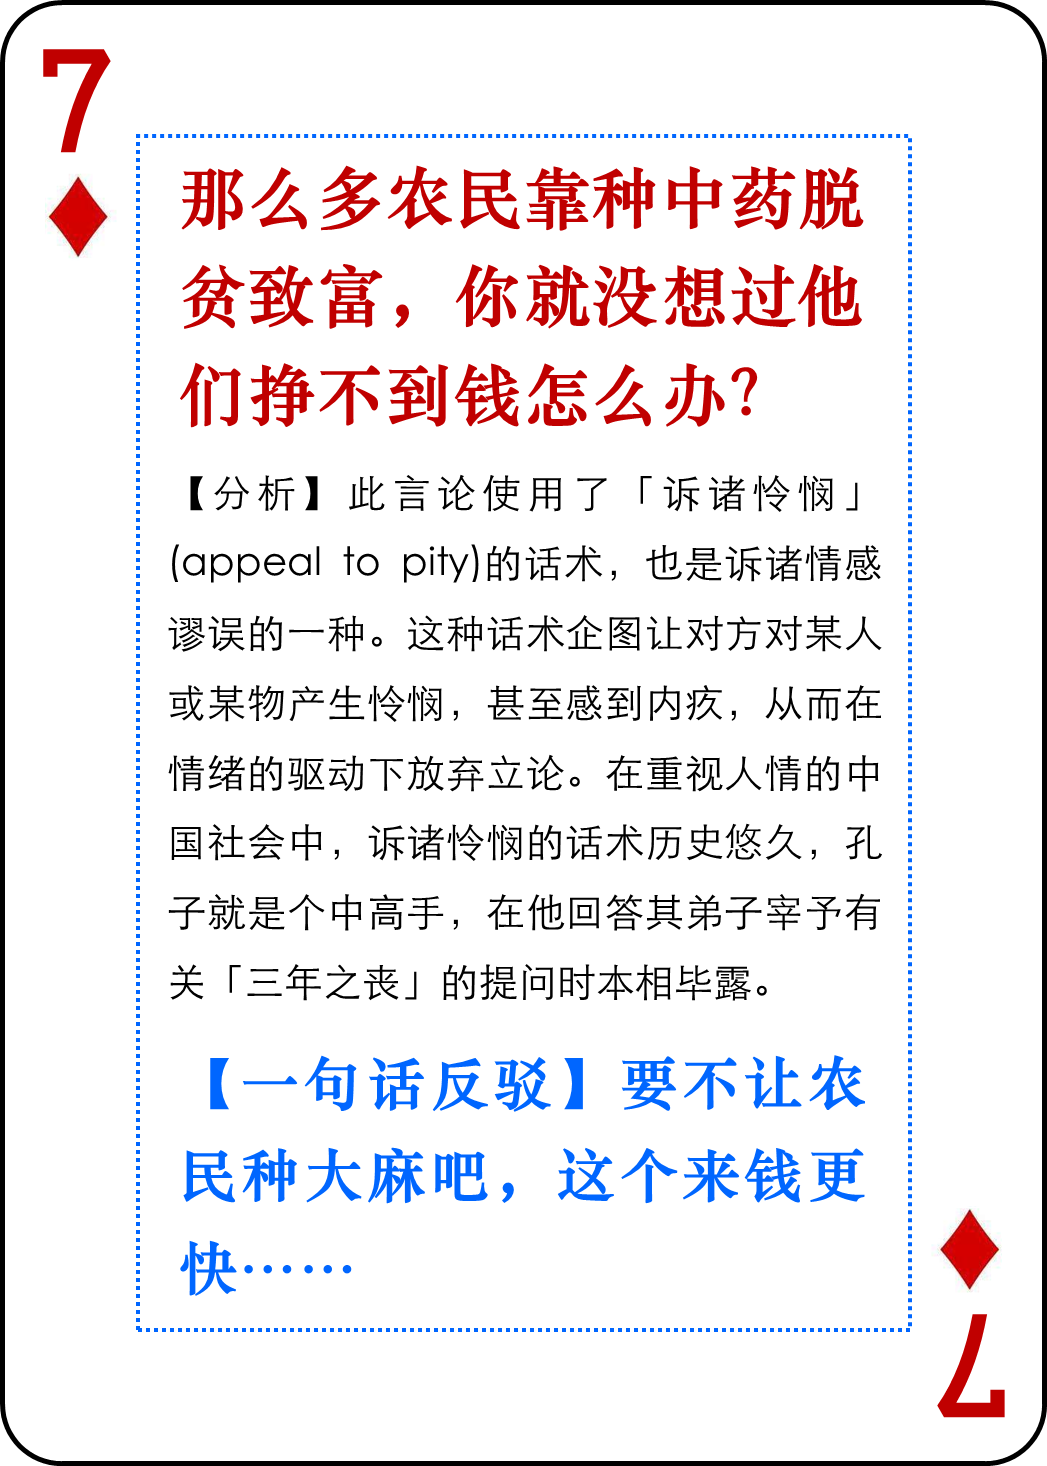 7
那么多农民靠种中药脱
贫致富，你就没想过他
们挣不到钱怎么办？
【分析】此言论使用了「诉诸怜悯」
(appeal to pity)的话术，也是诉诸情感
谬误的一种。这种话术企图让对方对某人
或某物产生怜悯，甚至感到内疚，从而在
情绪的驱动下放弃立论。在重视人情的中
国社会中，诉诸怜悯的话术历史悠久，孔
子就是个中高手，在他回答其弟子宰予有
关「三年之丧」的提问时本相毕露。
【一句话反驳】要不让农
民种大麻吧，这个来钱更
快……
7